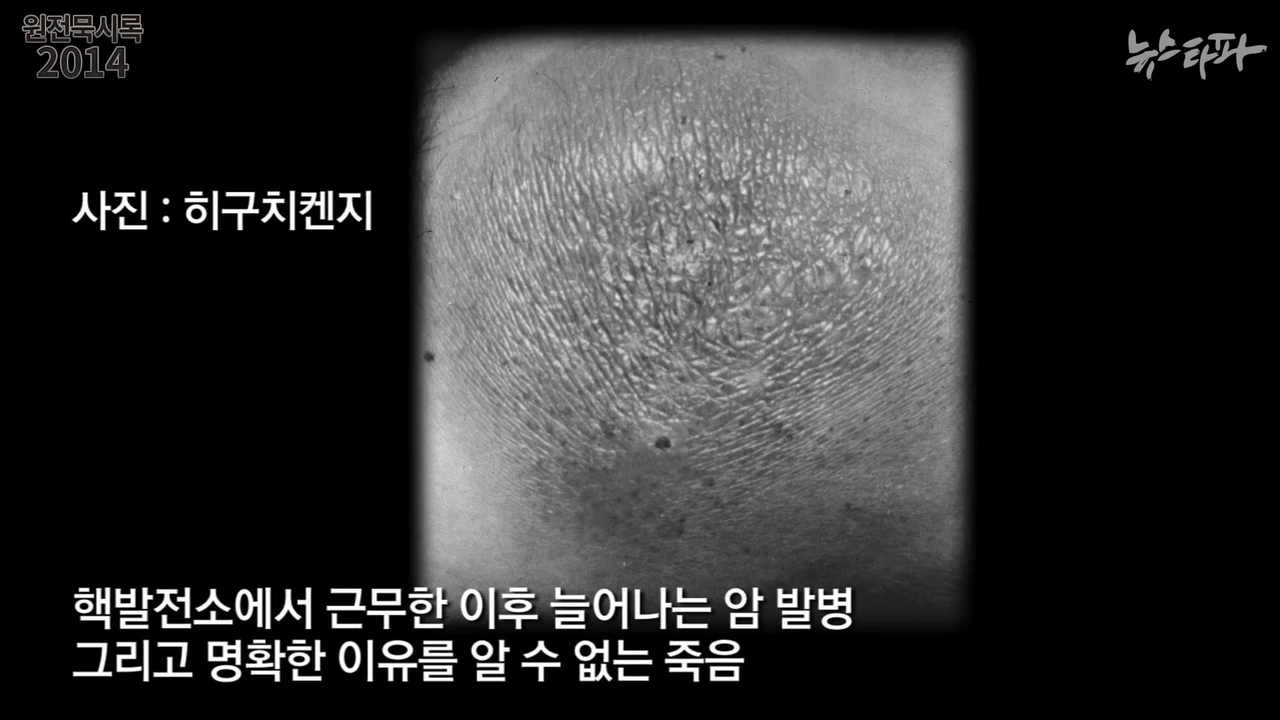 원전묵시록
2014
뉴스타파
사진 : 히구치켄지
핵발전소에서 근무한 이후 늘어나는 암 발병
그리고 명확한 이유를 알 수 없는 죽음